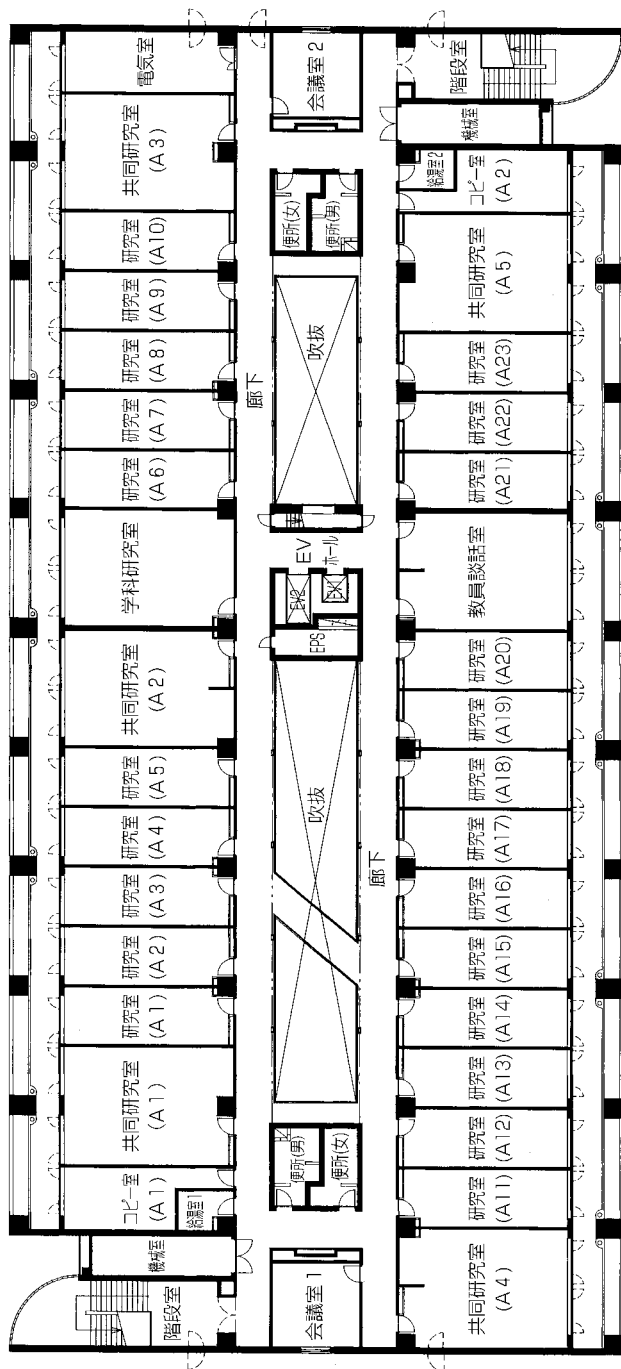 階段室
機械室
コピー室
(A1)
給湯室1
共同研究室
(A1)
研究室
(A1)
研究室
(A2)
研究室
(A3)
研究室
(A4)
研究室
(A5)
共同研究室
(A2)
学科研究室
研究室
(A6)
研究室
(A7)
研究室
(A8)
研究室
(A9)
研究室
(A10)
共同研究室
(A3)
電気室
会議室1
便所(男)
便所(女)
吹抜
廊下
EPS
EV2
EV1
EV
ホール
吹抜
廊下
便所(女)
便所(男)
会議室2
共同研究室
(A4)
研究室
(A11)
研究室
(A12)
研究室
(A13)
研究室
(A14)
研究室
(A15)
研究室
(A16)
研究室
(A17)
研究室
(A18)
研究室
(A19)
研究室
(A20)
教員談話室
研究室
(A21)
研究室
(A22)
研究室
(A23)
共同研究室
(A5)
コピー室
(A2)
給湯室2
機械室
階段室